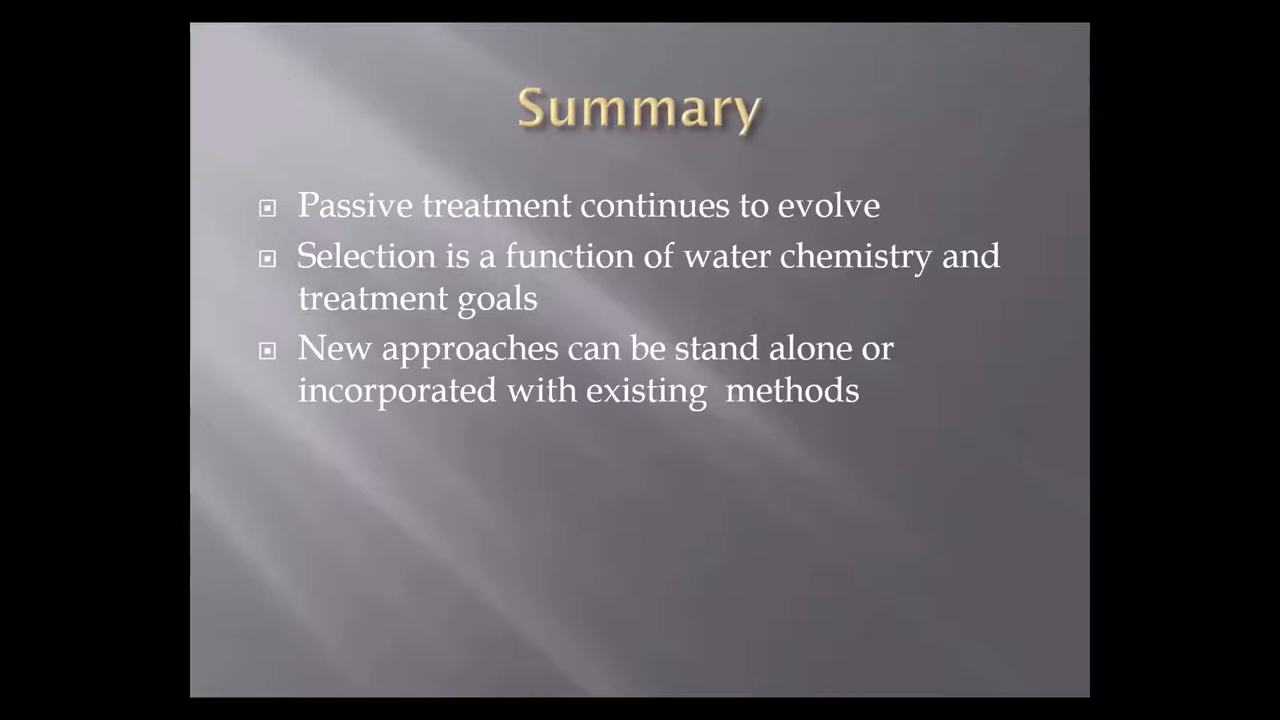 Summary
Passive treatment continues to evolve
Selection is a function of water chemistry and
treatment goals
New approaches can be stand alone or
incorporated with existing  methods